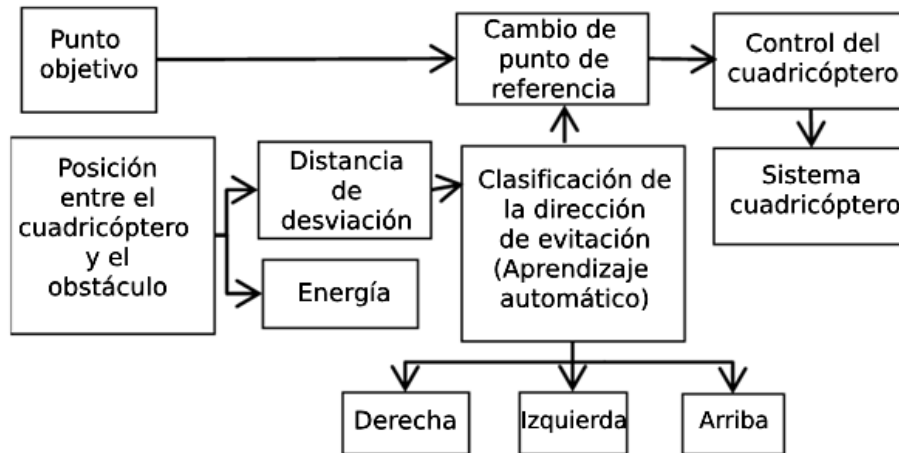 Punto
objetivo
Cambio de
punto de
referencia
Control del
cuadricóptero
Posición
entre el
cuadricóptero
y el
obstáculo
Distancia
de
desviación
Energía
Clasificación de
la dirección
de evitación
(Aprendizaje
automático)
Sistema
cuadricóptero
Derecha
Izquierda
Arriba